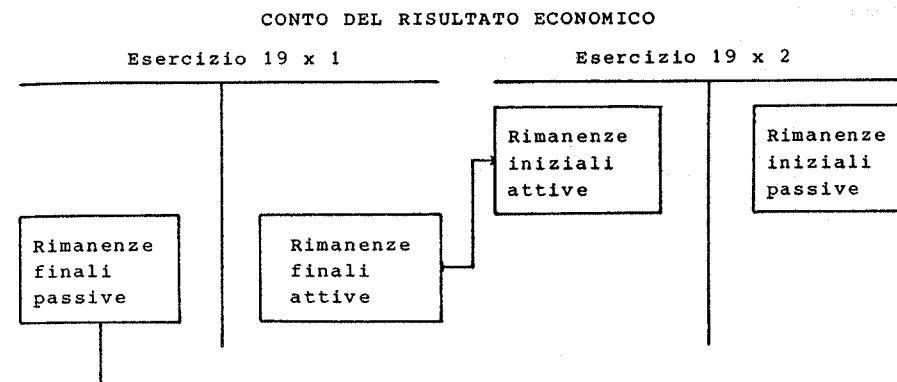 CONTO DEL RISULTATO ECONOMICO
Esercizio 19 x 1
Esercizio 19 x 2
Rimanenze
finali
passive
Rimanenze
finali
attive
Rimanenze
iniziali
attive
Rimanenze
iniziali
passive